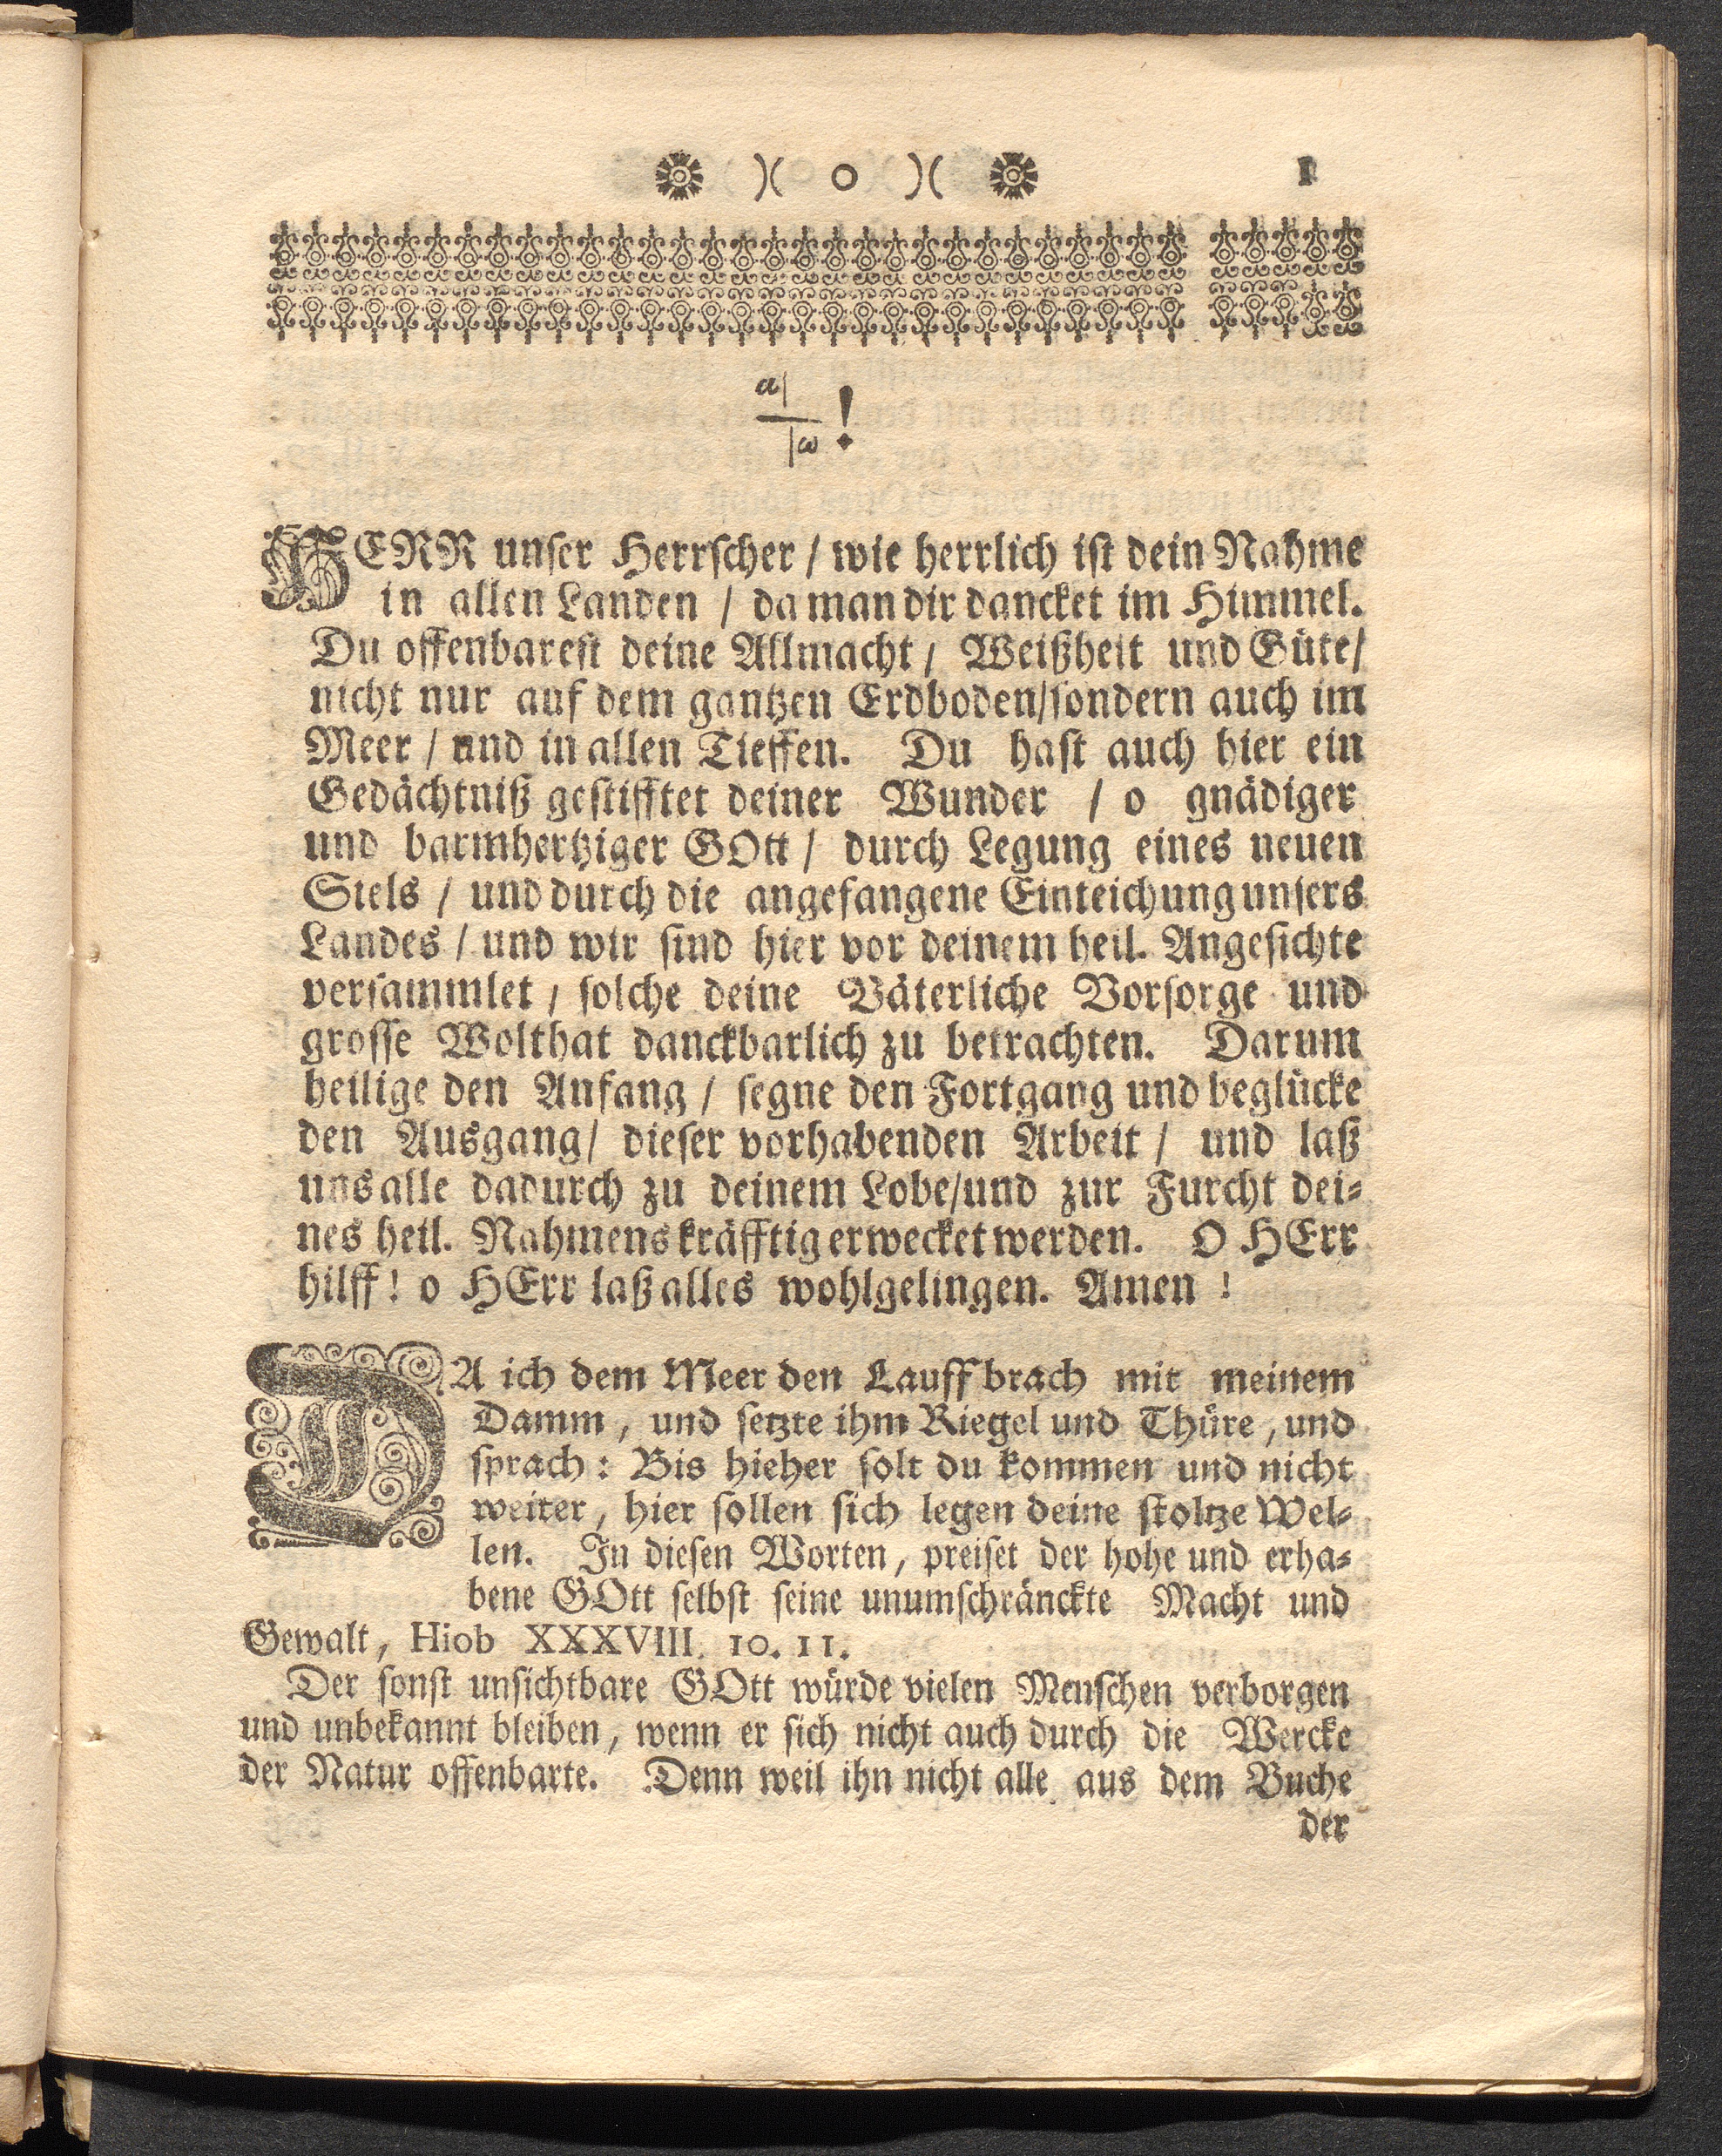 )( o )( 1
a/
/ω !
HERR unser Herrscher / wie herrlich ist dein Nahme
in allen Landen / da man dir dancket im Himmel.
Du offenbarest deine Allmacht / Weißheit und Güte/
nicht nur auf dem gantzen Erdboden/sondern auch im
Meer / und in allen Tieffen. Du hast auch hier ein
Gedächtniß gestifftet deiner Wunder / o gnädiger
und barmhertziger GOtt / durch Legung eines neuen
Siels / und durch die angefangene Einteichung unsers
Landes / und wir sind hier vor deinem heil. Angesichte
versammlet / solche deine Väterliche Vorsorge und
grosse Wolthat danckbarlich zu betrachten. Darum
heilige den Anfang / segne den Fortgang und beglücke
den Ausgang/ dieser vorhabenden Arbeit / und laß
uns alle dadurch zu deinem Lobe/und zur Furcht dei-
nes heil. Nahmens kräfftig erwecket werden. O HErr
hilff! o HErr laß alles wohlgelingen. Amen !
DA ich dem Meer den Lauff brach mit meinem
Damm, und setzte ihm Riegel und Thüre, und
sprach: Bis hieher solt du kommen und nicht
weiter, hier sollen sich legen deine stoltze Wel-
len. In diesen Worten, preiset der hohe und erha-
bene GOtt selbst seine unumschränckte Macht und
Gewalt, Hiob XXXVIII. 10. 11.
Der sonst unsichtbare GOtt würde vielen Menschen verborgen
und unbekannt bleiben, wenn er sich nicht auch durch die Wercke
der Natur offenbarte. Denn weil ihn nicht alle aus dem Buche
der